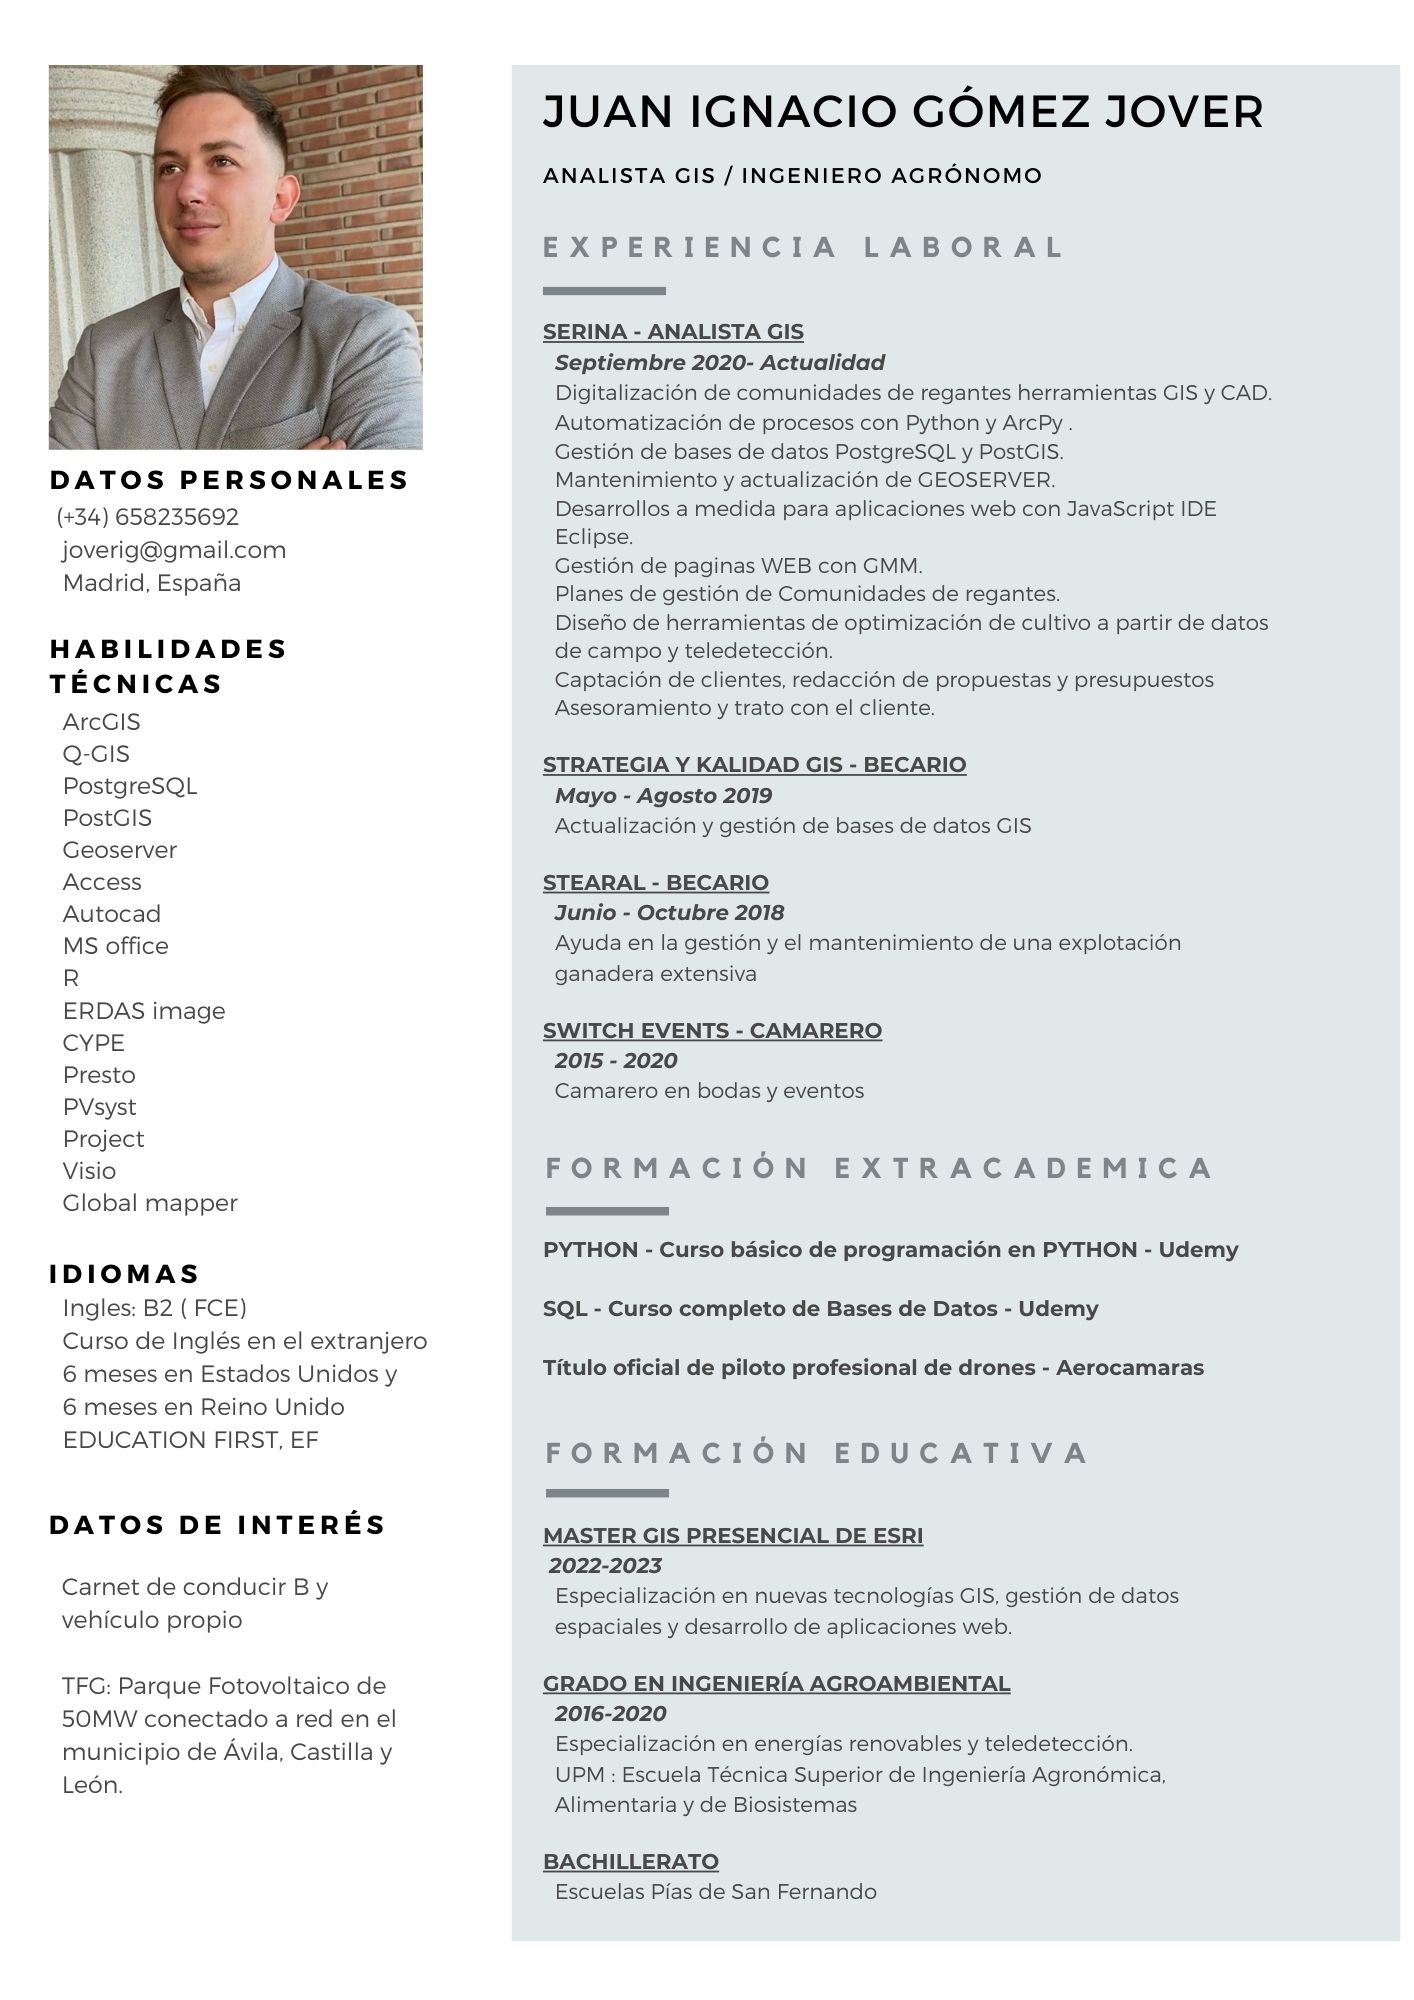 DATOS PERSONALES
(+34) 658235692
joverig@gmail.com
Madrid, España
HABILIDADES
TÉCNICAS
ArcGIS
Q-GIS
PostgreSQL
PostGIS
Geoserver
Access
Autocad
MS office
R
ERDAS image
CYPE
Presto
PVsyst
Project
Visio
Global mapper
IDIOMAS
Ingles: B2 ( FCE)
Curso de Inglés en el extranjero
6 meses en Estados Unidos y
6 meses en Reino Unido
EDUCATION FIRST, EF
DATOS DE INTERÉS
Carnet de conducir B y
vehículo propio
TFG: Parque Fotovoltaico de
50MW conectado a red en el
municipio de Ávila, Castilla y
León.
JUAN IGNACIO GÓMEZ JOVER
ANALISTA GIS / INGENIERO AGRÓNOMO
EXPERIENCIA LABORAL
SERINA - ANALISTA GIS
Septiembre 2020- Actualidad
Digitalización de comunidades de regantes herramientas GIS y CAD.
Automatización de procesos con Python y ArcPy .
Gestión de bases de datos PostgreSQL y PostGIS.
Mantenimiento y actualización de GEOSERVER.
Desarrollos a medida para aplicaciones web con JavaScript IDE
Eclipse.
Gestión de paginas WEB con GMM.
Planes de gestión de Comunidades de regantes.
Diseño de herramientas de optimización de cultivo a partir de datos
de campo y teledetección.
Captación de clientes, redacción de propuestas y presupuestos
Asesoramiento y trato con el cliente.
STRATEGIA Y KALIDAD GIS - BECARIO
Mayo - Agosto 2019
Actualización y gestión de bases de datos GIS
STEARAL - BECARIO
Junio - Octubre 2018
Ayuda en la gestión y el mantenimiento de una explotación
ganadera extensiva
SWITCH EVENTS - CAMARERO
2015 - 2020
Camarero en bodas y eventos
FORMACIÓN EXTRACADEMICA
PYTHON - Curso básico de programación en PYTHON - Udemy
SQL - Curso completo de Bases de Datos - Udemy
Título oficial de piloto profesional de drones - Aerocamaras
FORMACIÓN EDUCATIVA
MASTER GIS PRESENCIAL DE ESRI
2022-2023
Especialización en nuevas tecnologías GIS, gestión de datos
espaciales y desarrollo de aplicaciones web.
GRADO EN INGENIERÍA AGROAMBIENTAL
2016-2020
Especialización en energías renovables y teledetección.
UPM : Escuela Técnica Superior de Ingeniería Agronómica,
Alimentaria y de Biosistemas
BACHILLERATO
Escuelas Pías de San Fernando